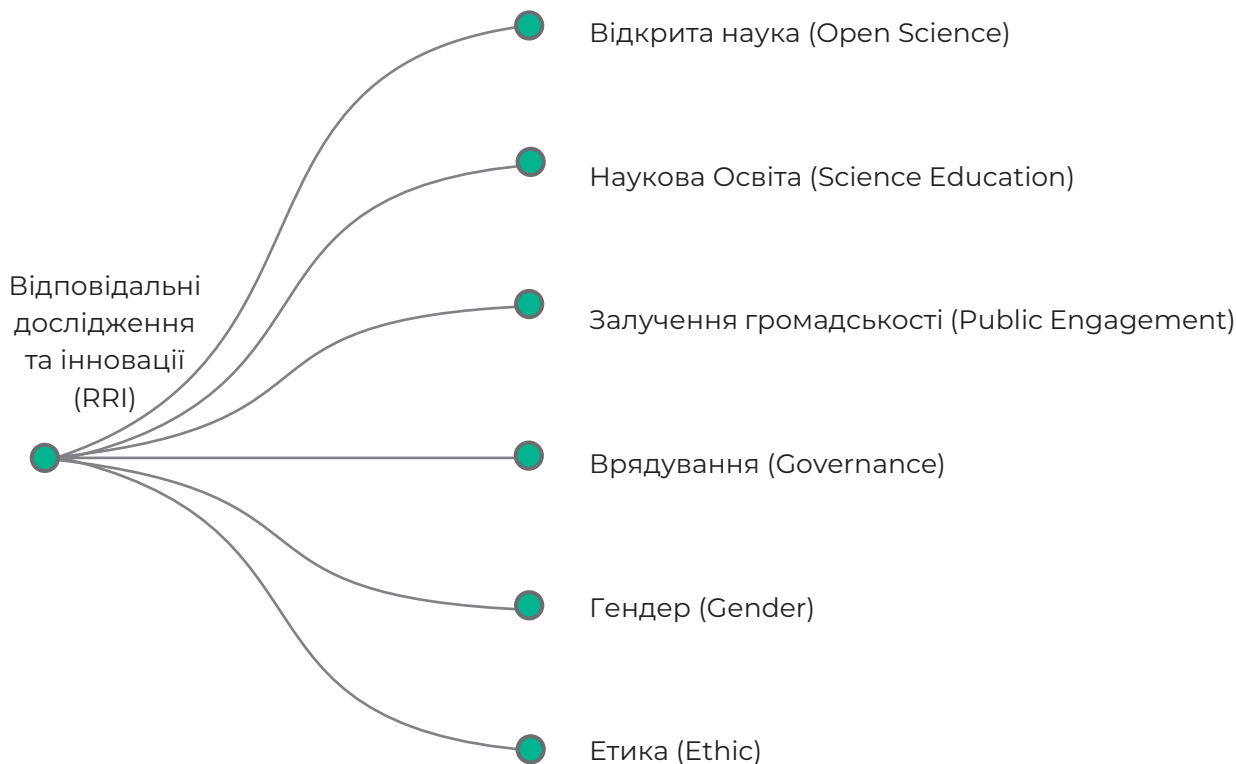 Відкрита наука (Open Science)
Наукова Освіта (Science Education)
Відповідальні
дослідження
та інновації
(RRI)
Залучення громадськості (Public Engagement)
Врядування (Governance)
Гендер (Gender)
Етика (Ethic)